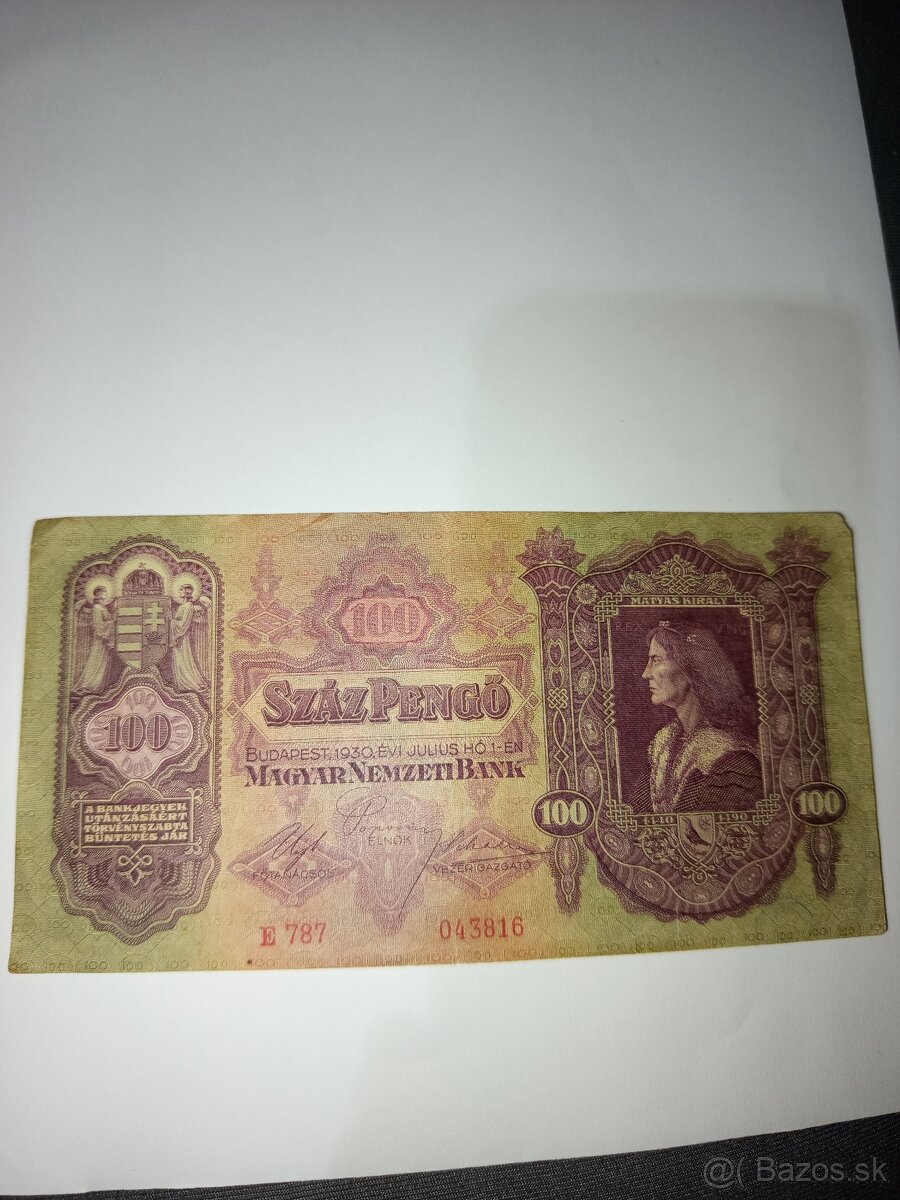 100
SZÁZ PENGŐ
BUDAPEST, 1930. ÉVI JULIUS HÓ 1-ÉN
MAGYAR NEMZETI BANK
ELNÖK
FŐTANÁCSOS
VEZÉRIGAZGATÓ
E 787
043816
100
A BANKJEGYEK
UTÁNZÁSÁÉRT
TÖRVÉNYSZABTA
BÜNTETÉS JÁR
MÁTYÁS KIRÁLY
100
100
1440
1490
@( Bazos.sk